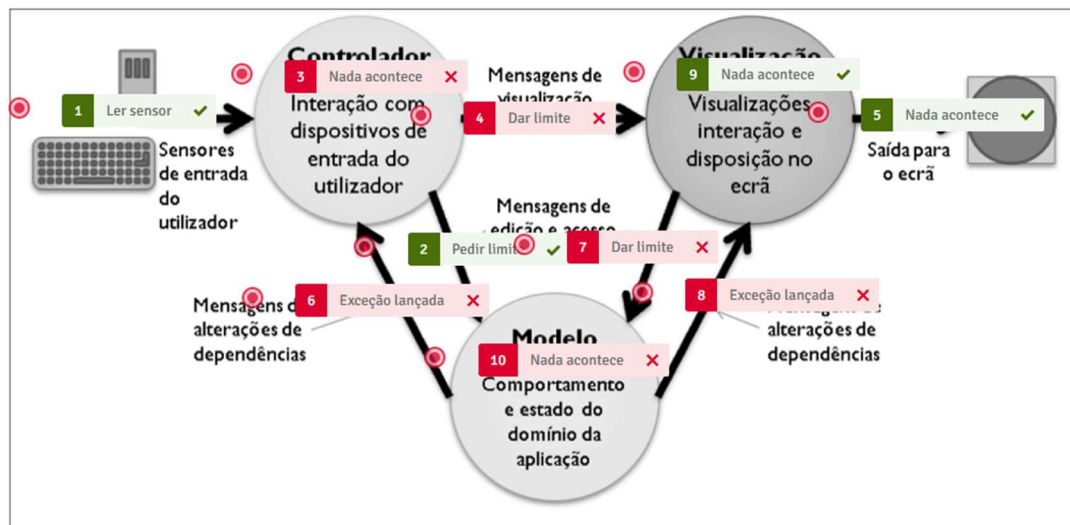 Controlador
3 Nada acontece
Interação com
dispositivos de
entrada do
utilizador
1 Ler sensor
Sensores
de entrada
do
utilizador
Mensagens de
visualização
4 Dar limite
Visualização
9 Nada acontece
Visualizações
interação e
disposição no
ecrã
5 Nada acontece
Saída para
o ecrã
Mensagens de
edição e acesso
2 Pedir limite
7 Dar limite
6 Exceção lançada
Mensagens de
alterações de
dependências
8 Exceção lançada
Mensagens de
alterações de
dependências
Modelo
10 Nada acontece
Comportamento
e estado do
domínio da
aplicação